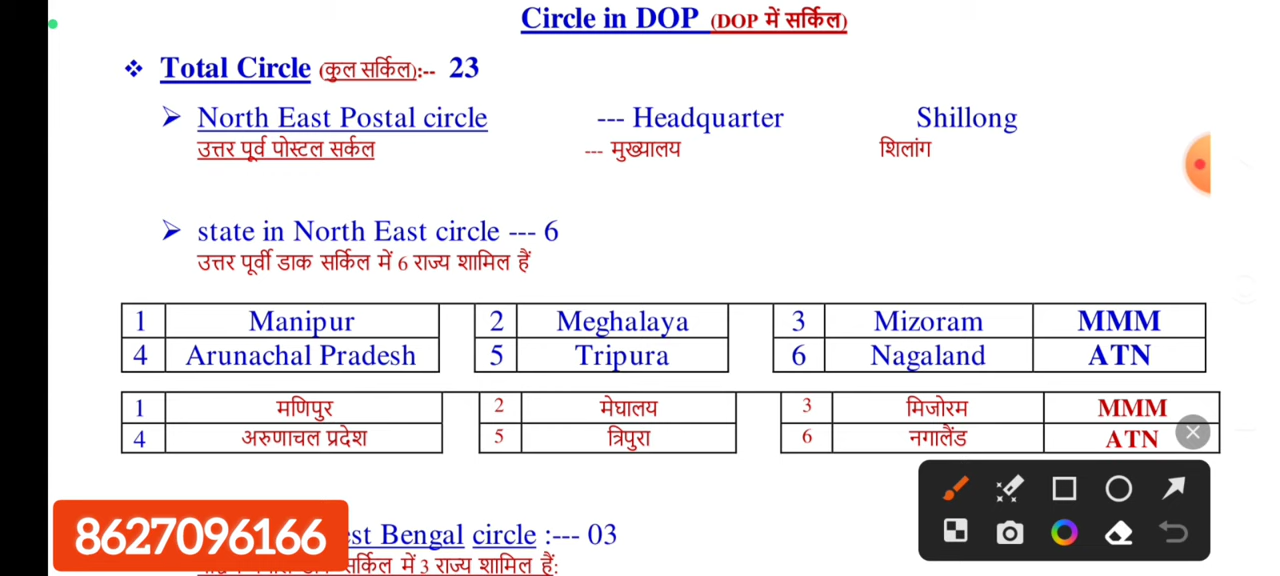 Circle in DOP (DOP में सर्किल)
❖ Total Circle (कुल सर्किल):-- 23
➢ North East Postal circle --- Headquarter Shillong
उत्तर पूर्व पोस्टल सर्कल --- मुख्यालय शिलांग
➢ state in North East circle --- 6
उत्तर पूर्वी डाक सर्किल में 6 राज्य शामिल हैं
1 Manipur 2 Meghalaya 3 Mizoram MMM
4 Arunachal Pradesh 5 Tripura 6 Nagaland ATN
1 मणिपुर 2 मेघालय 3 मिजोरम MMM
4 अरुणाचल प्रदेश 5 त्रिपुरा 6 नगालैंड ATN
8627096166
Bengal circle :--- 03
सर्किल में 3 राज्य शामिल हैं: